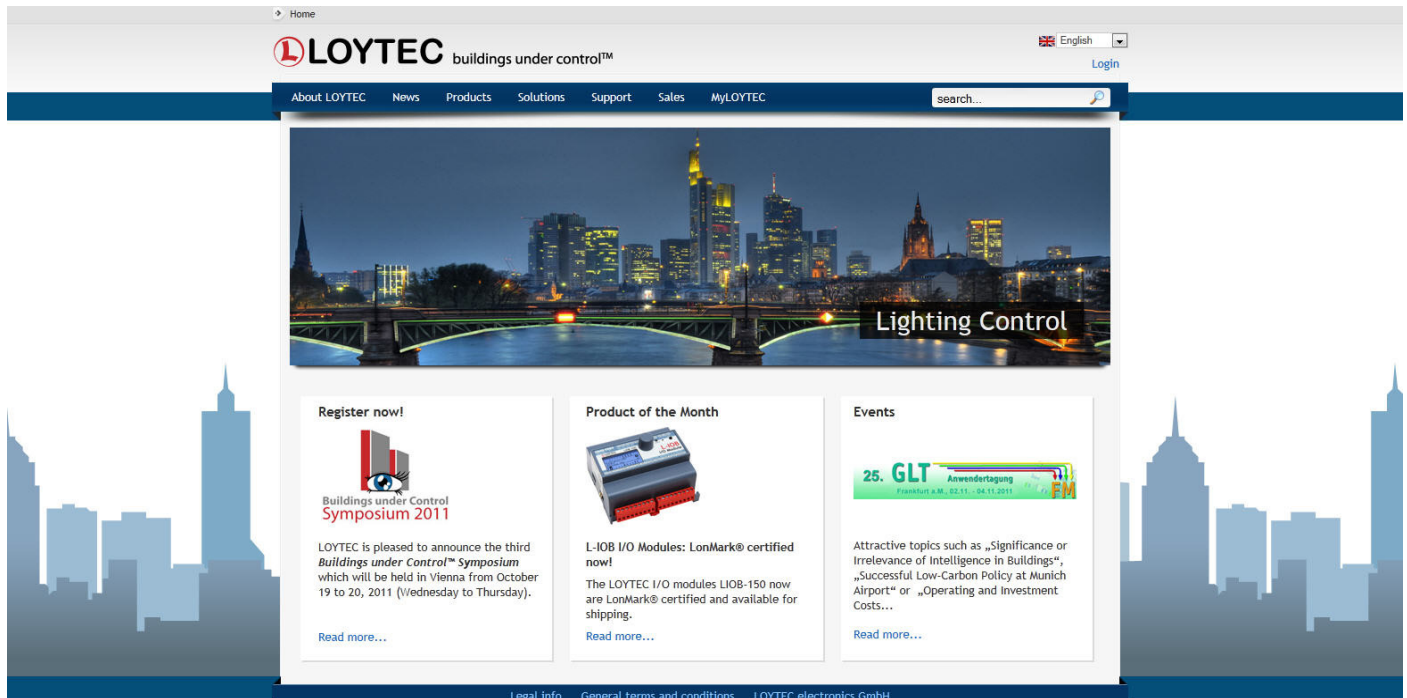 Home
LOYTEC buildings under control™
English
Login
About LOYTEC News Products Solutions Support Sales MyLOYTEC
search...
Lighting Control
Register now!
Buildings under Control
Symposium 2011
LOYTEC is pleased to announce the third
Buildings under Control™ Symposium
which will be held in Vienna from October
19 to 20, 2011 (Wednesday to Thursday).
Read more...
Product of the Month
L-IOB
I/O Module
L-IOB I/O Modules: LonMark® certified
now!
The LOYTEC I/O modules LIOB-150 now
are LonMark® certified and available for
shipping.
Read more...
Events
25. GLT Anwendertagung
Frankfurt a.M., 02.11. - 04.11.2011
FM
Attractive topics such as „Significance or
Irrelevance of Intelligence in Buildings“,
„Successful Low-Carbon Policy at Munich
Airport“ or „Operating and Investment
Costs...
Read more...
Legal info General terms and conditions LOYTEC electronics GmbH